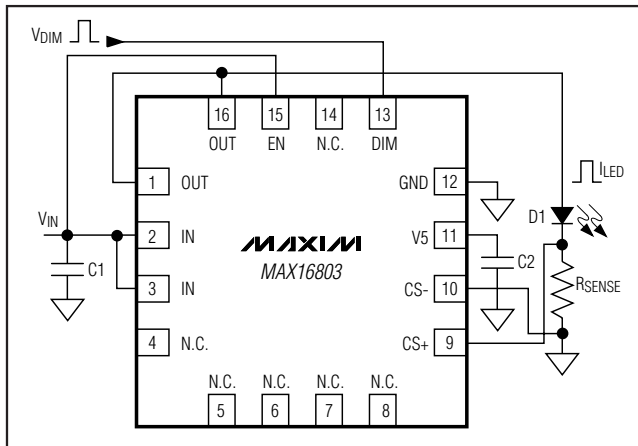 VDIM
16 15 14 13
OUT EN N.C. DIM
1 OUT GND 12
ILED
VIN
2 IN V5 11 D1
MAXIM
MAX16803
C1 C2
3 IN CS- 10 RSENSE
4 N.C. CS+ 9
N.C. N.C. N.C. N.C.
5 6 7 8